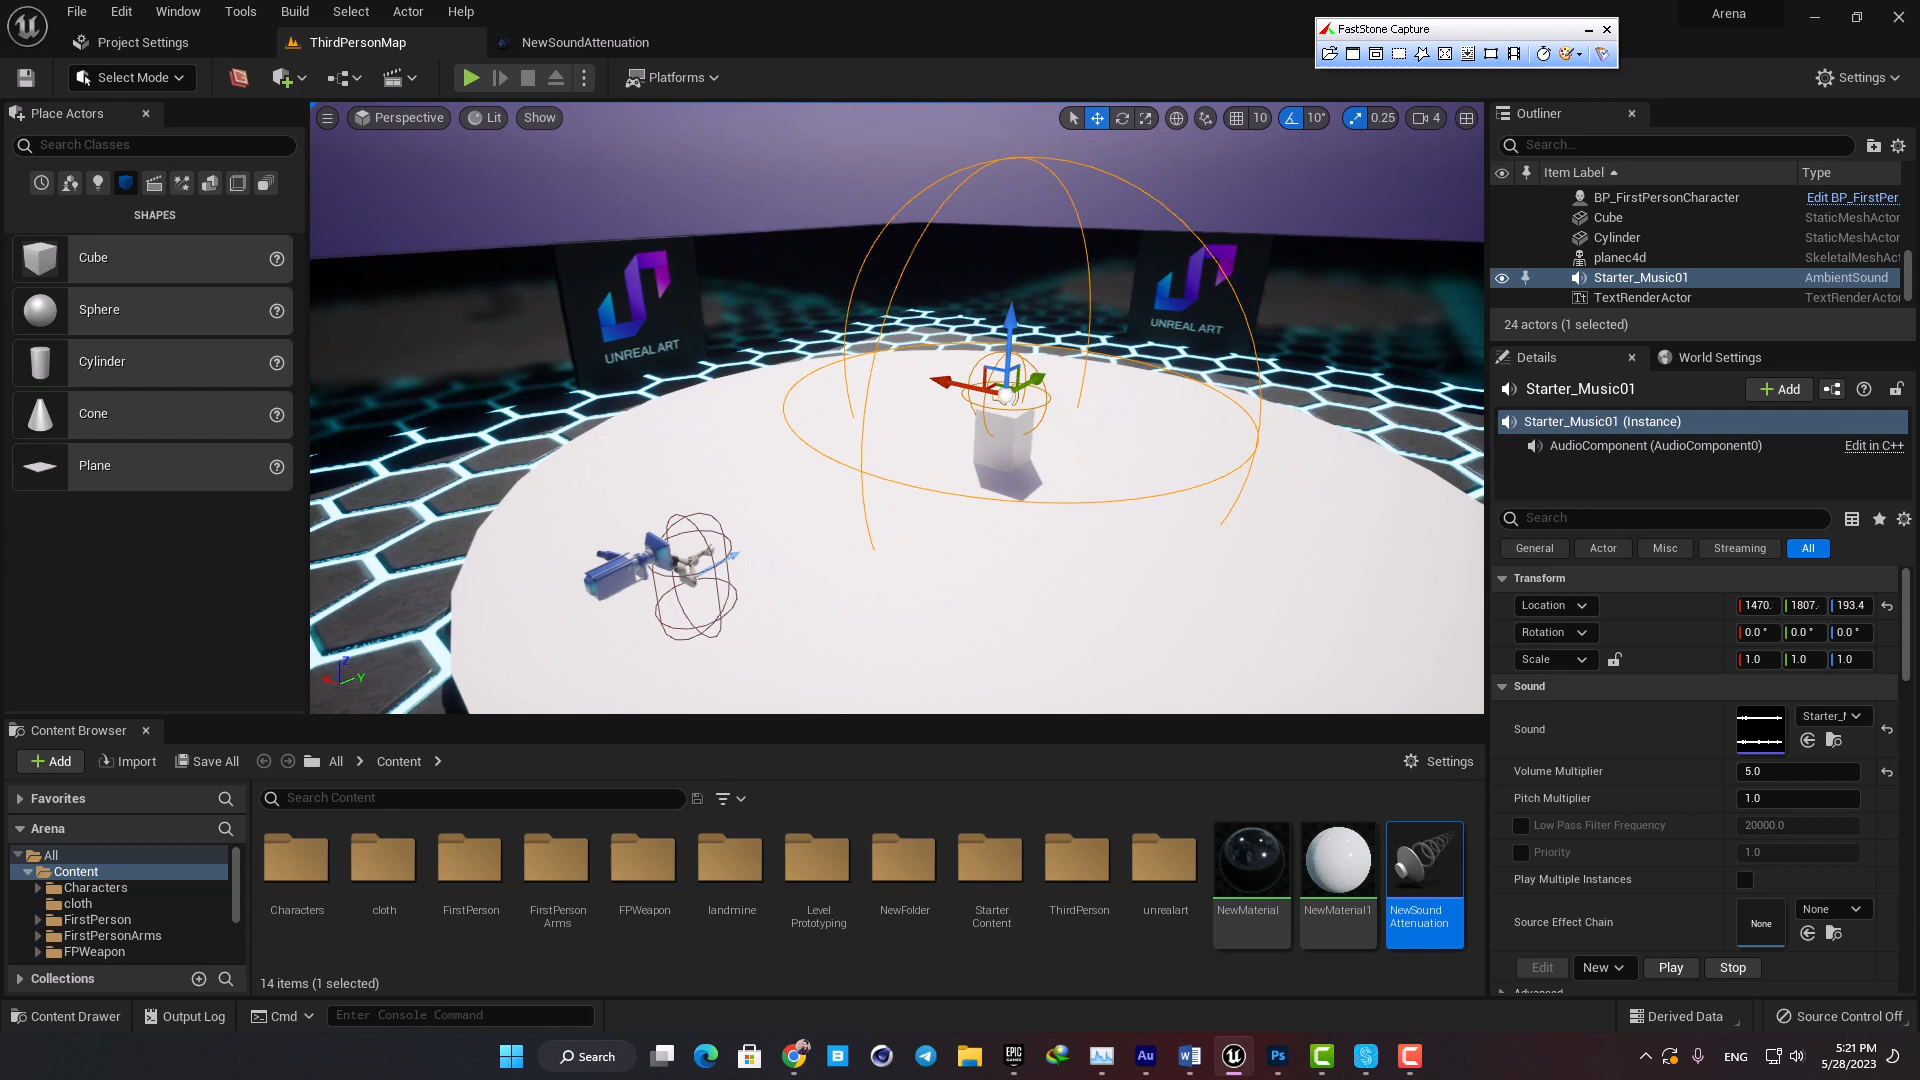 File Edit Window Tools Build Select Actor Help
Arena
Project Settings
ThirdPersonMap
NewSoundAttenuation
FastStone Capture
Select Mode
Platforms
Settings
Place Actors
Search Classes
SHAPES
Cube
Sphere
Cylinder
Cone
Plane
Perspective
Lit
Show
10
10°
0.25
4
UNREAL ART
UNREAL ART
Z
Y
Outliner
Search...
Item Label
Type
BP_FirstPersonCharacter Edit BP_FirstPer
Cube StaticMeshActor
Cylinder StaticMeshActor
planec4d SkeletalMeshAct
Starter_Music01 AmbientSound
TextRenderActor TextRenderActo
24 actors (1 selected)
Details
World Settings
Starter_Music01
Add
Starter_Music01 (Instance)
AudioComponent (AudioComponent0) Edit in C++
Search
General Actor Misc Streaming All
Transform
Location 1470. 1807. 193.4
Rotation 0.0 ° 0.0 ° 0.0 °
Scale 1.0 1.0 1.0
Sound
Sound
Starter_M
Volume Multiplier 5.0
Pitch Multiplier 1.0
Low Pass Filter Frequency 20000.0
Priority 1.0
Play Multiple Instances
Source Effect Chain None None
Edit New Play Stop
Advanced
Content Browser
Add Import Save All All Content Settings
Favorites
Search Content
Arena
All
Content
Characters
cloth
FirstPerson
FirstPersonArms
FPWeapon
Collections
Characters
cloth
FirstPerson
FirstPerson
Arms
FPWeapon
landmine
Level
Prototyping
NewFolder
Starter
Content
ThirdPerson
unrealart
NewMaterial
NewMaterial1
NewSound
Attenuation
14 items (1 selected)
Content Drawer Output Log Cmd Enter Console Command Derived Data Source Control Off
Search
EPIC
GAMES
Au
Ps
ENG
5:21 PM
5/28/2023